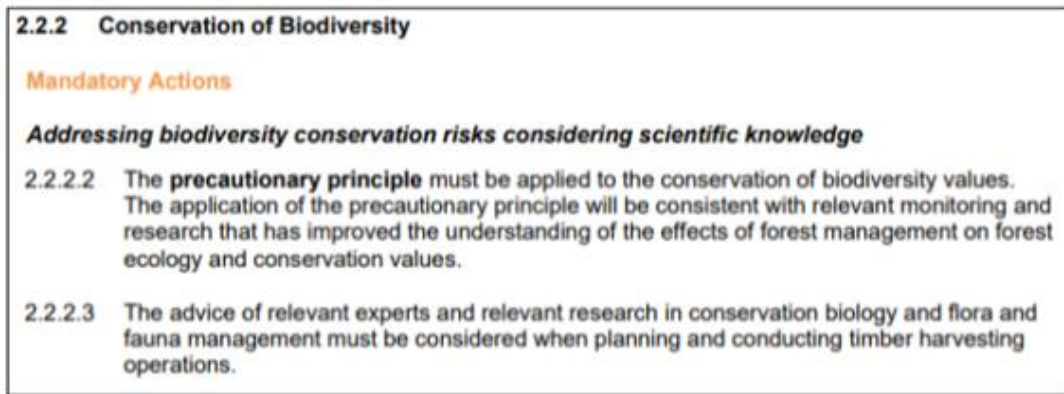 2.2.2 Conservation of Biodiversity
Mandatory Actions
Addressing biodiversity conservation risks considering scientific knowledge
2.2.2.2 The precautionary principle must be applied to the conservation of biodiversity values.
The application of the precautionary principle will be consistent with relevant monitoring and
research that has improved the understanding of the effects of forest management on forest
ecology and conservation values.
2.2.2.3 The advice of relevant experts and relevant research in conservation biology and flora and
fauna management must be considered when planning and conducting timber harvesting
operations.